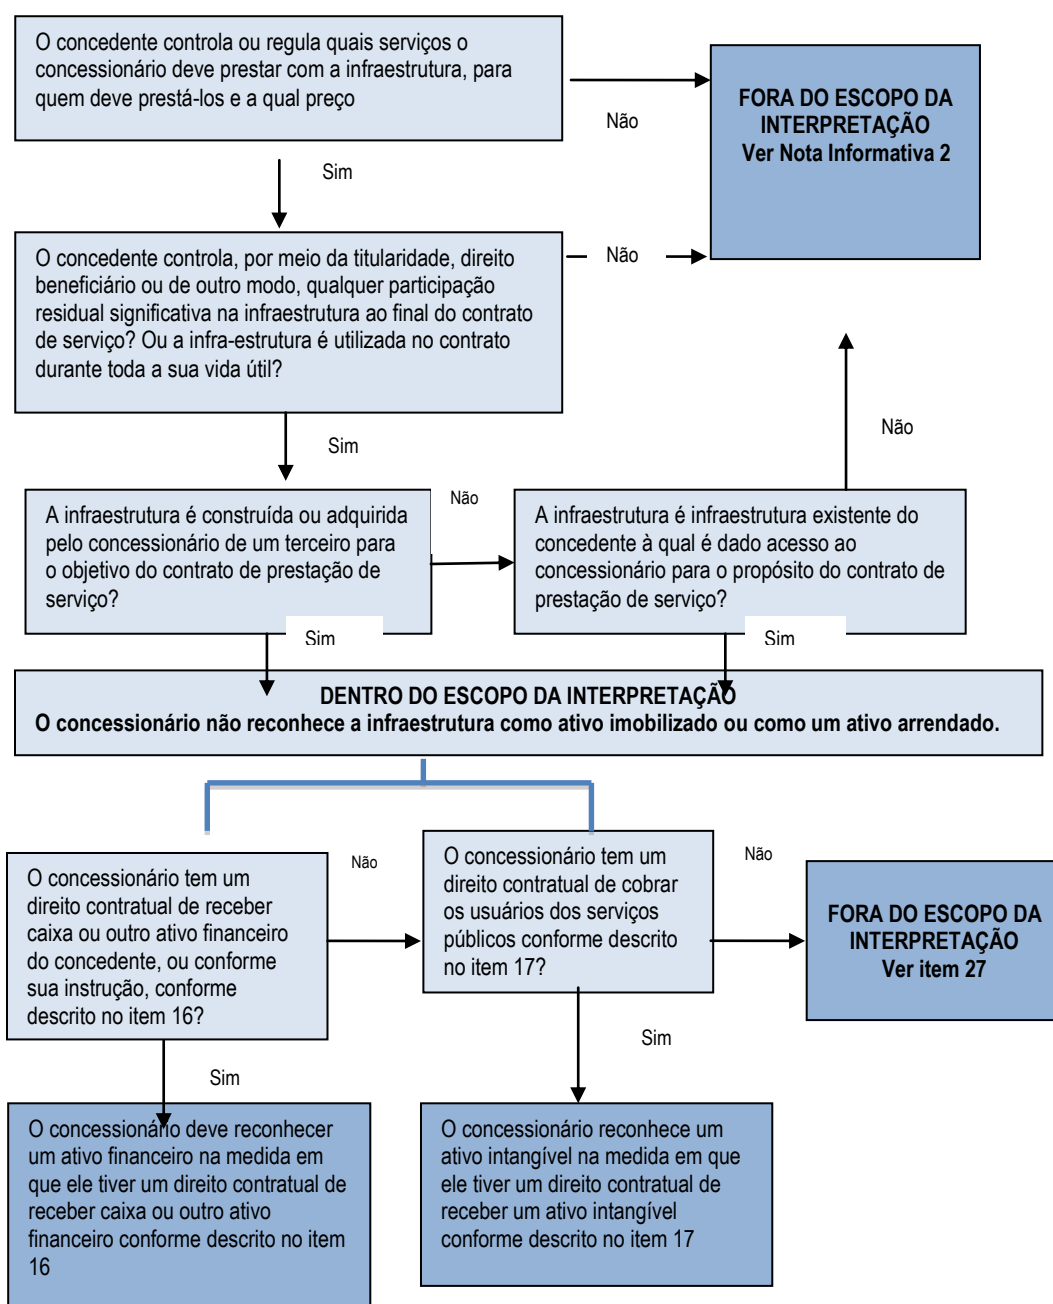 O concedente controla ou regula quais serviços o
concessionário deve prestar com a infraestrutura, para
quem deve prestá-los e a qual preço
Não
FORA DO ESCOPO DA
INTERPRETAÇÃO
Ver Nota Informativa 2
Sim
O concedente controla, por meio da titularidade, direito
beneficiário ou de outro modo, qualquer participação
residual significativa na infraestrutura ao final do contrato
de serviço? Ou a infra-estrutura é utilizada no contrato
durante toda a sua vida útil?
Não
Sim
Não
A infraestrutura é construída ou adquirida
pelo concessionário de um terceiro para
o objetivo do contrato de prestação de
serviço?
Não
A infraestrutura é infraestrutura existente do
concedente à qual é dado acesso ao
concessionário para o propósito do contrato de
prestação de serviço?
Sim
Sim
DENTRO DO ESCOPO DA INTERPRETAÇÃO
O concessionário não reconhece a infraestrutura como ativo imobilizado ou como um ativo arrendado.
O concessionário tem um
direito contratual de receber
caixa ou outro ativo financeiro
do concedente, ou conforme
sua instrução, conforme
descrito no item 16?
Não
O concessionário tem um
direito contratual de cobrar
os usuários dos serviços
públicos conforme descrito
no item 17?
Não
FORA DO ESCOPO DA
INTERPRETAÇÃO
Ver item 27
Sim
Sim
O concessionário deve reconhecer
um ativo financeiro na medida em
que ele tiver um direito contratual de
receber caixa ou outro ativo
financeiro conforme descrito no item
16
O concessionário reconhece um
ativo intangível na medida em que
ele tiver um direito contratual de
receber um ativo intangível
conforme descrito no item 17